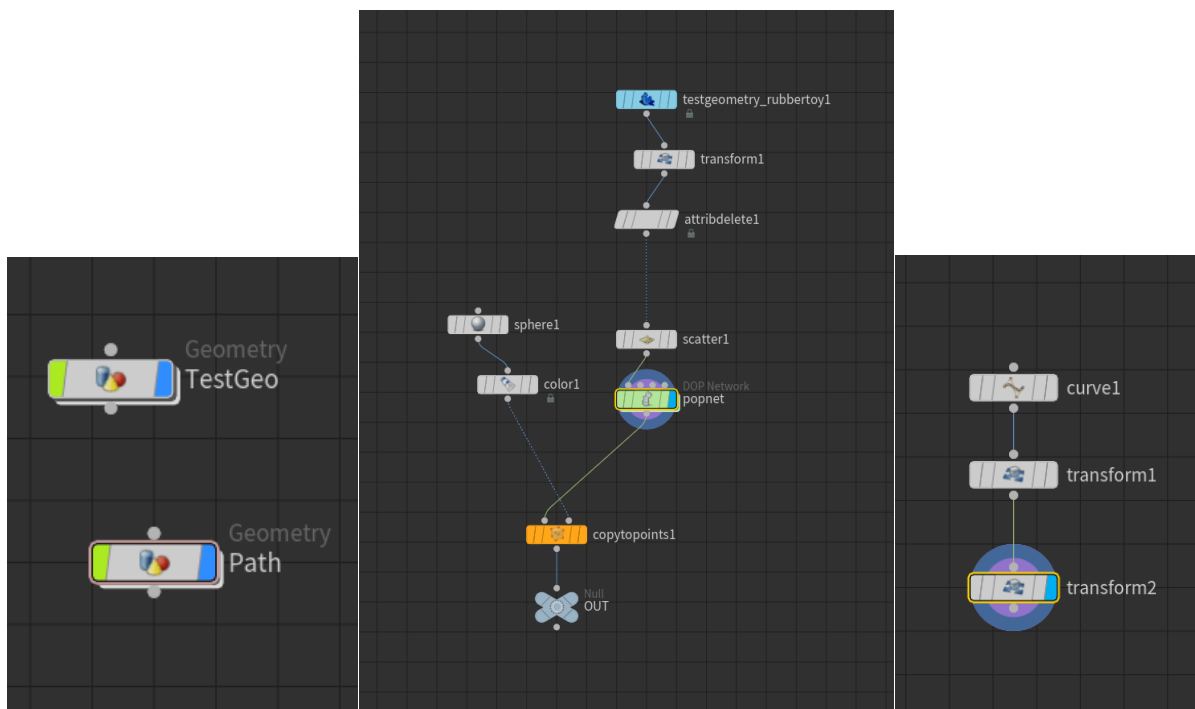 Geometry
TestGeo
Geometry
Path
testgeometry_rubbertoy1
transform1
attribdelete1
sphere1
scatter1
color1
DOP Network
popnet
copytopoints1
Null
OUT
curve1
transform1
transform2